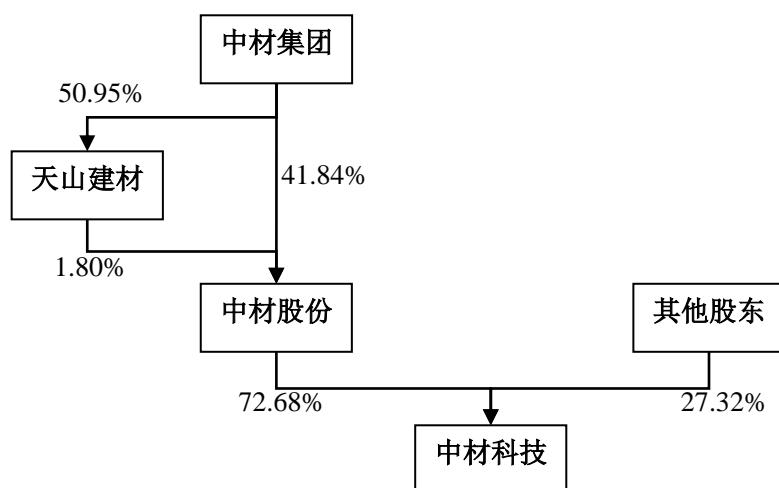 中材集团
50.95%
天山建材
41.84%
1.80%
中材股份
其他股东
72.68%
27.32%
中材科技